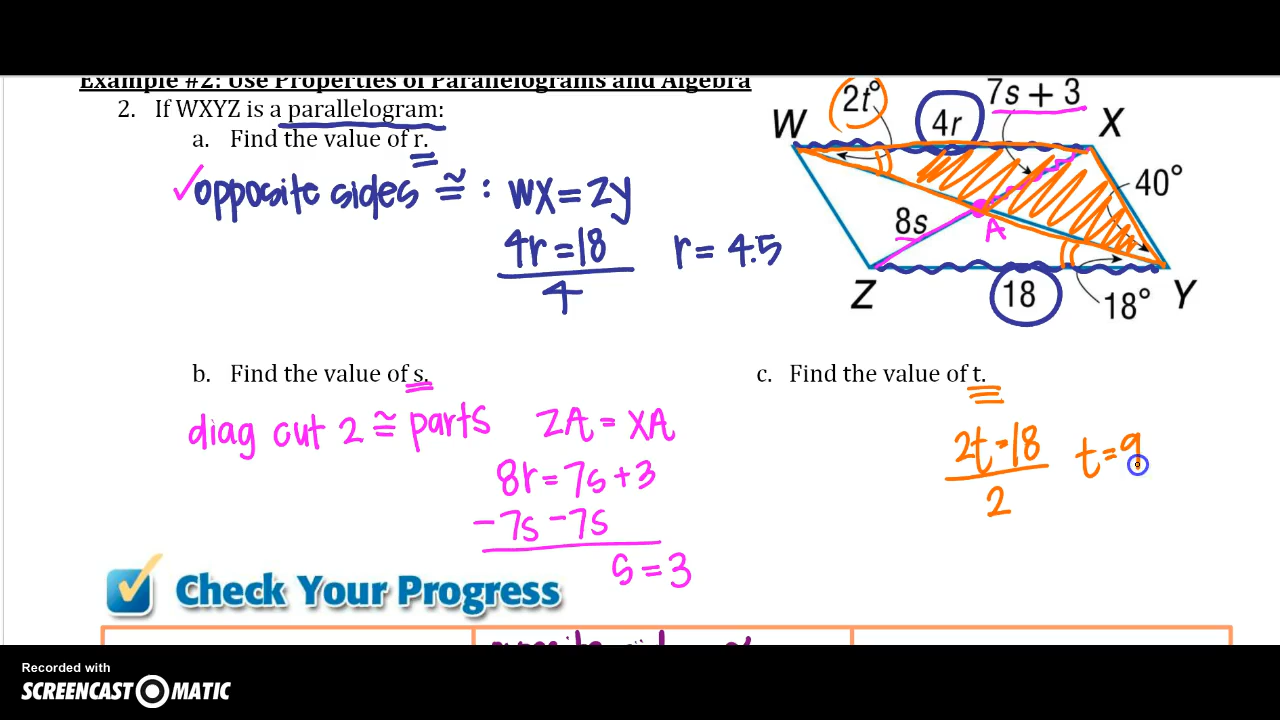 Example #2: Use Properties of Parallelograms and Algebra
2. If WXYZ is a parallelogram:
a. Find the value of r.
✓opposite sides ≅ : WX = ZY
4r = 18 r = 4.5
4
W 2t° 4r 7s + 3 X
40°
8s A
Z 18 18° Y
b. Find the value of s.
diag cut 2 ≅ parts ZA = XA
8r = 7s + 3
-7s -7s
s = 3
c. Find the value of t.
2t = 18 t = 9
2
Check Your Progress
Recorded with
SCREENCAST O MATIC